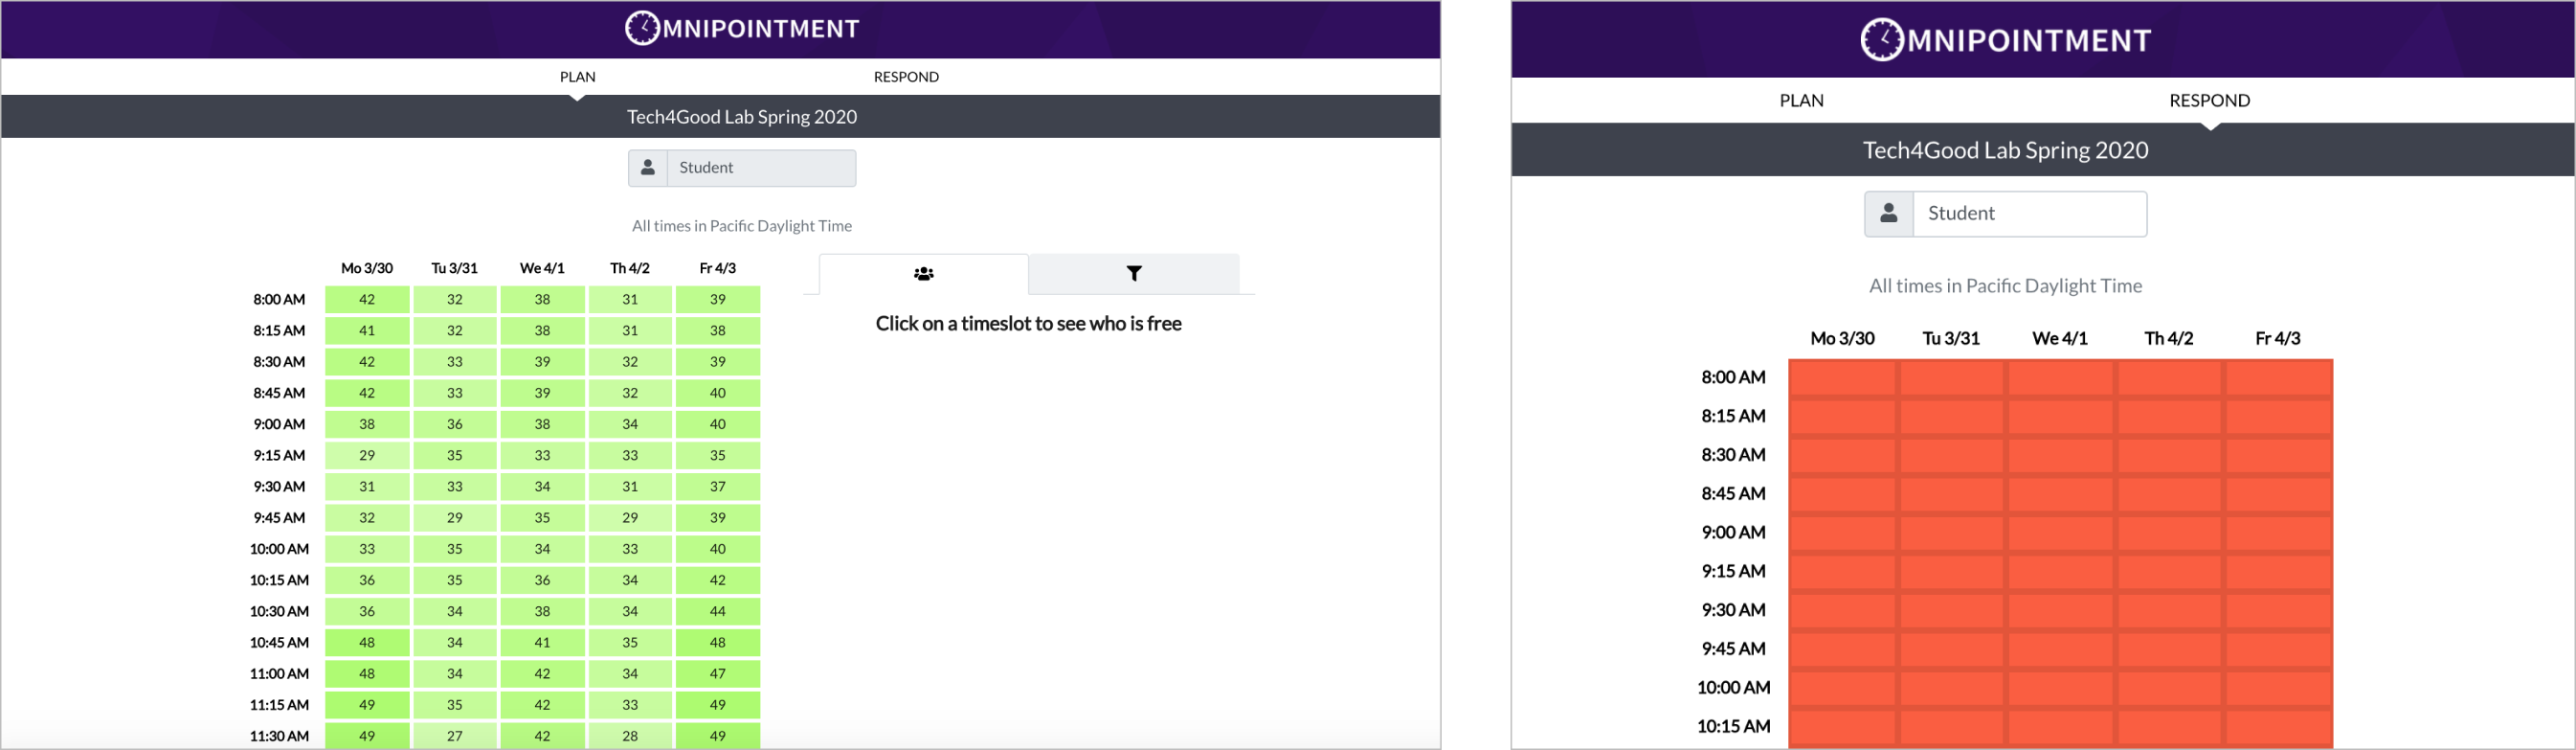 MNIPOINTMENT
PLAN RESPOND
Tech4Good Lab Spring 2020
Student
All times in Pacific Daylight Time
Mo 3/30 Tu 3/31 We 4/1 Th 4/2 Fr 4/3
8:00 AM 42 32 38 31 39
8:15 AM 41 32 38 31 38
8:30 AM 42 33 39 32 39
8:45 AM 42 33 39 32 40
9:00 AM 38 36 38 34 40
9:15 AM 29 35 33 33 35
9:30 AM 31 33 34 31 37
9:45 AM 32 29 35 29 39
10:00 AM 33 35 34 33 40
10:15 AM 36 35 36 34 42
10:30 AM 36 34 38 34 44
10:45 AM 48 34 41 35 48
11:00 AM 48 34 42 34 47
11:15 AM 49 35 42 33 49
11:30 AM 49 27 42 28 49
Click on a timeslot to see who is free
MNIPOINTMENT
PLAN RESPOND
Tech4Good Lab Spring 2020
Student
All times in Pacific Daylight Time
Mo 3/30 Tu 3/31 We 4/1 Th 4/2 Fr 4/3
8:00 AM
8:15 AM
8:30 AM
8:45 AM
9:00 AM
9:15 AM
9:30 AM
9:45 AM
10:00 AM
10:15 AM